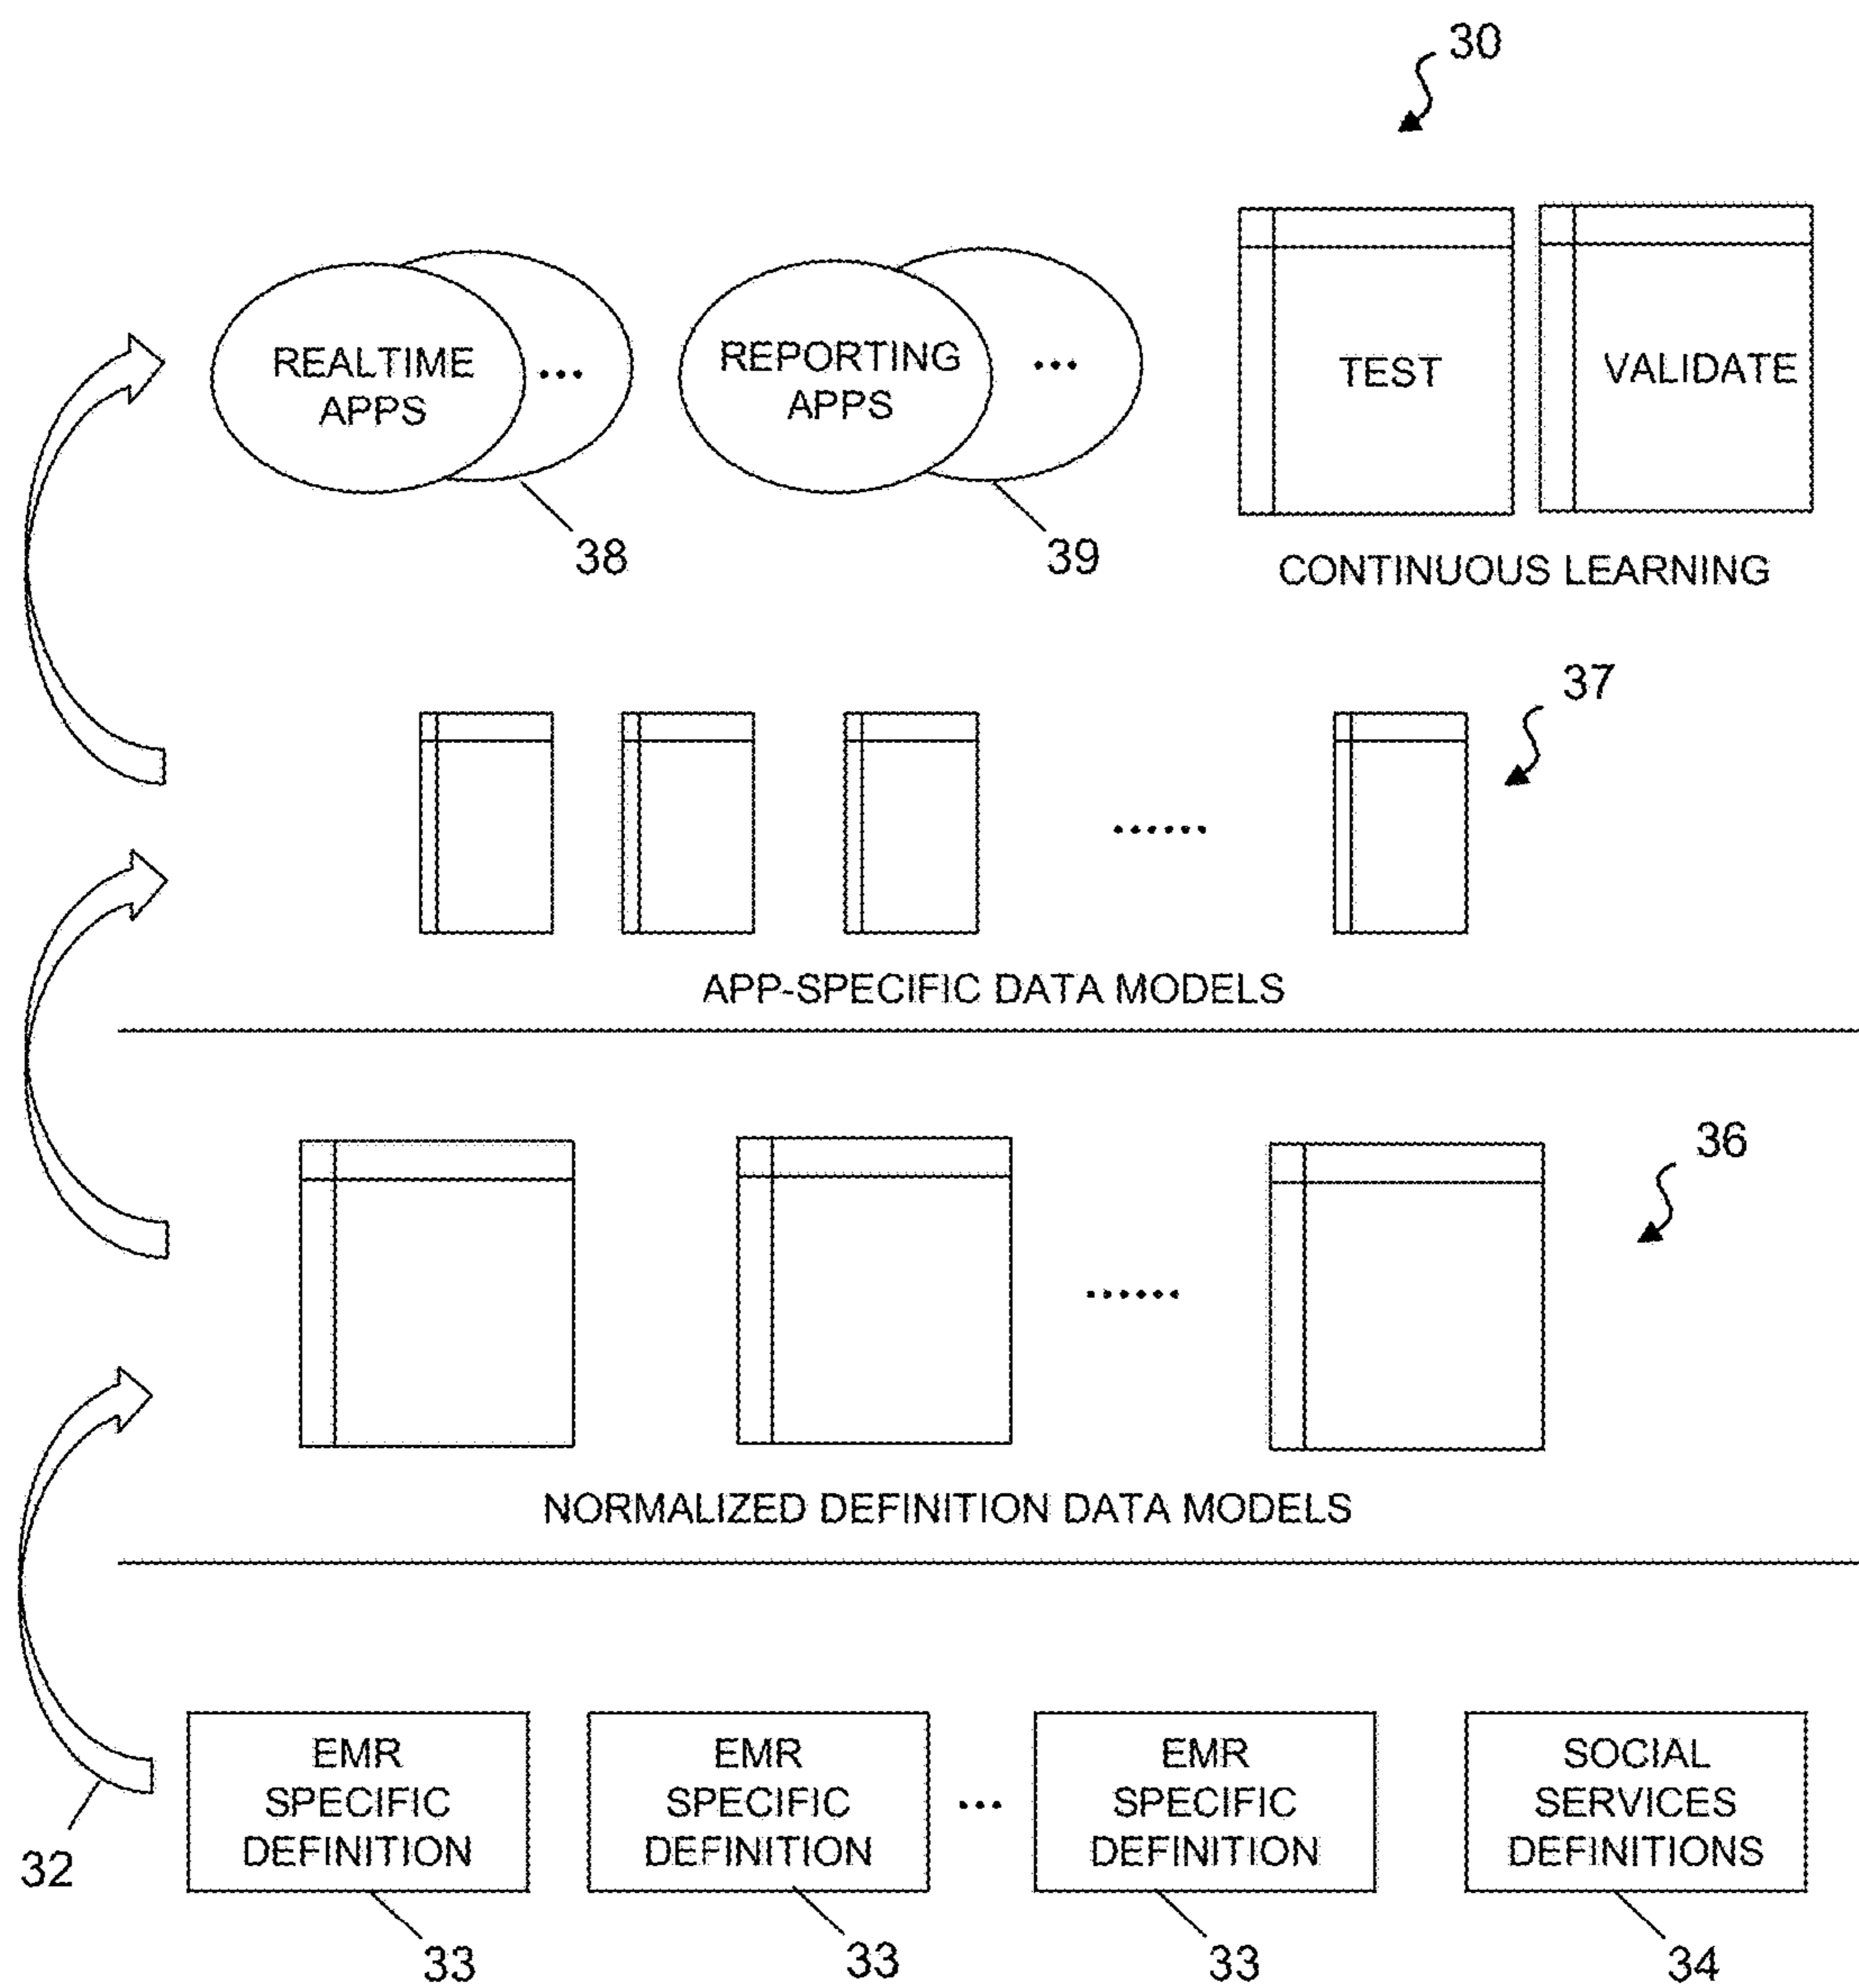 30
REALTIME
APPS
...
REPORTING
APPS
...
TEST
VALIDATE
38
39
CONTINUOUS LEARNING
37
......
APP-SPECIFIC DATA MODELS
36
......
NORMALIZED DEFINITION DATA MODELS
EMR
SPECIFIC
DEFINITION
EMR
SPECIFIC
DEFINITION
...
EMR
SPECIFIC
DEFINITION
SOCIAL
SERVICES
DEFINITIONS
32
33
33
33
34